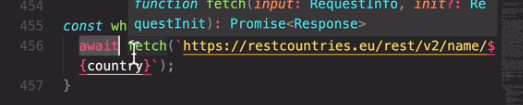 454
function fetch(input: RequestInfo, init?: Re
questInit): Promise<Response>
455
const wh
456
await fetch(`https://restcountries.eu/rest/v2/name/$
{country}`);
457
}